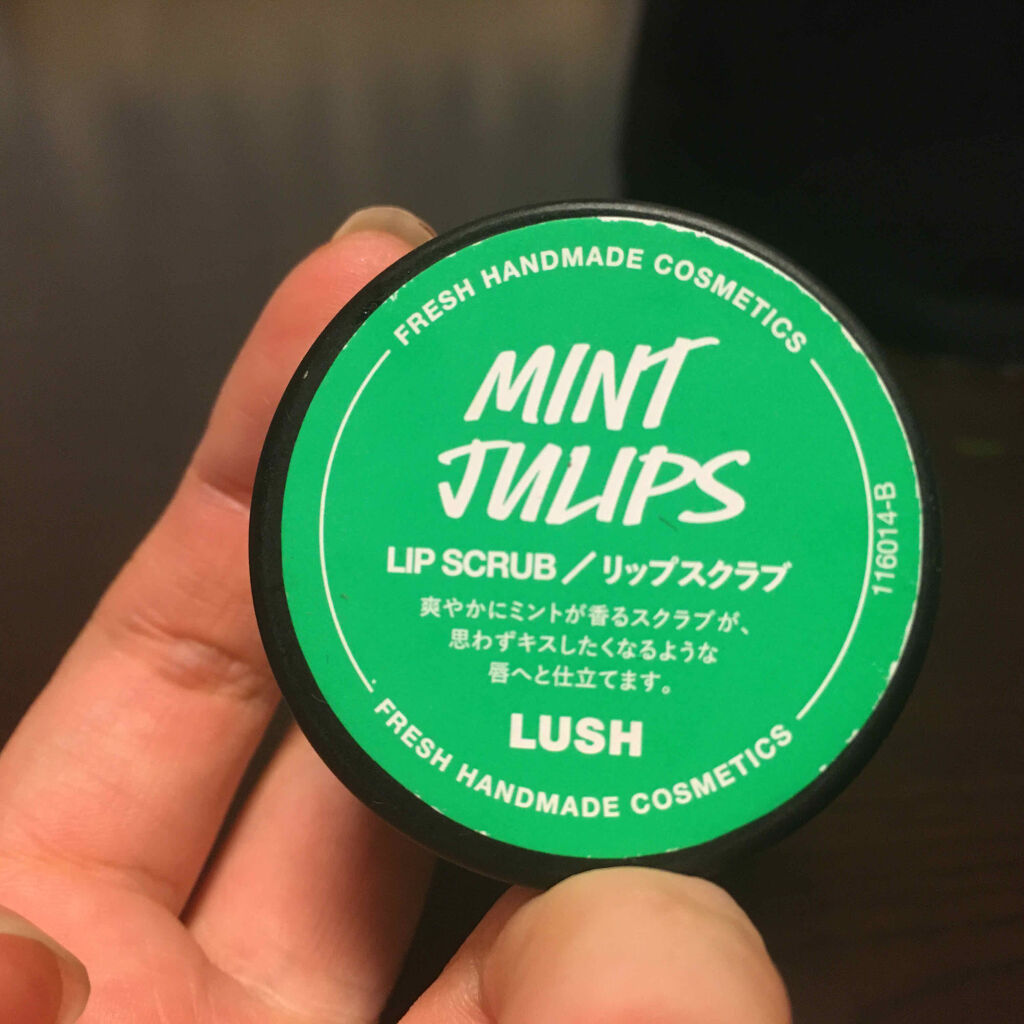 FRESH HANDMADE COSMETICS
MINT
JULIPS
LIP SCRUB／リップスクラブ
爽やかにミントが香るスクラブが、
思わずキスしたくなるような
唇へと仕立てます。
LUSH
FRESH HANDMADE COSMETICS
116014-B